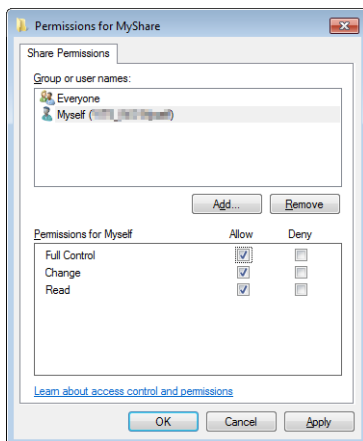 Permissions for MyShare
Share Permissions
Group or user names:
Everyone
Myself (
Add... Remove
Permissions for Myself Allow Deny
Full Control
Change
Read
Learn about access control and permissions
OK Cancel Apply